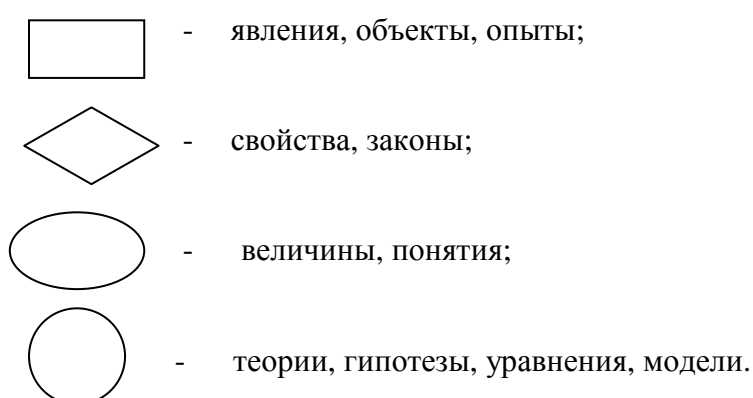 - явления, объекты, опыты;
- свойства, законы;
- величины, понятия;
- теории, гипотезы, уравнения, модели.